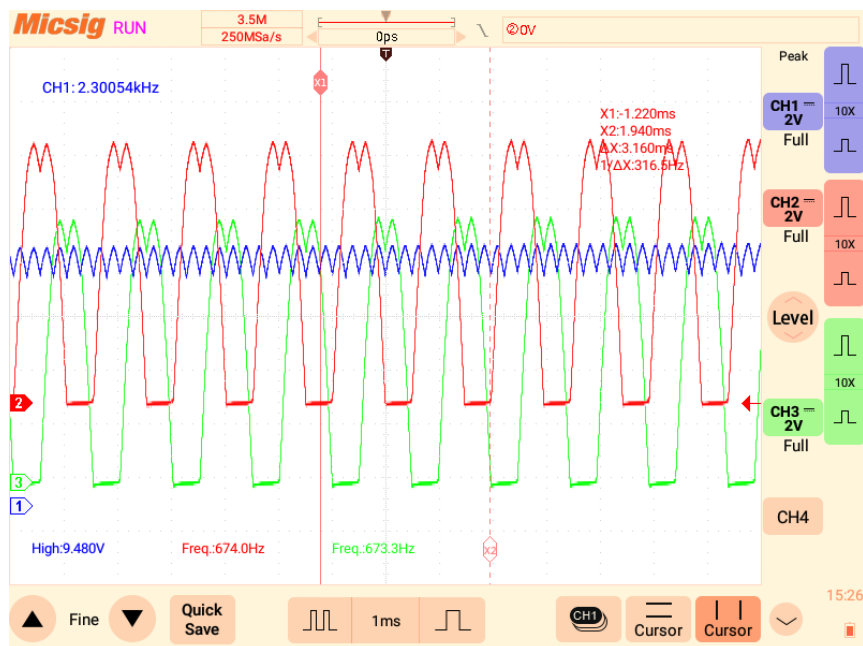 Micsig RUN
3.5M
250MSa/s
0ps
T
②0V
CH1: 2.30054kHz
X1
X1:-1.220ms
X2:1.940ms
ΔX:3.160ms
1/ΔX:316.5Hz
Peak
CH1
2V
10X
Full
CH2
2V
10X
Full
Level
CH3
2V
10X
Full
CH4
2
3
1
High:9.480V
Freq.:674.0Hz
Freq.:673.3Hz
X2
Fine
Quick
Save
1ms
CH1
Cursor
Cursor
15:26